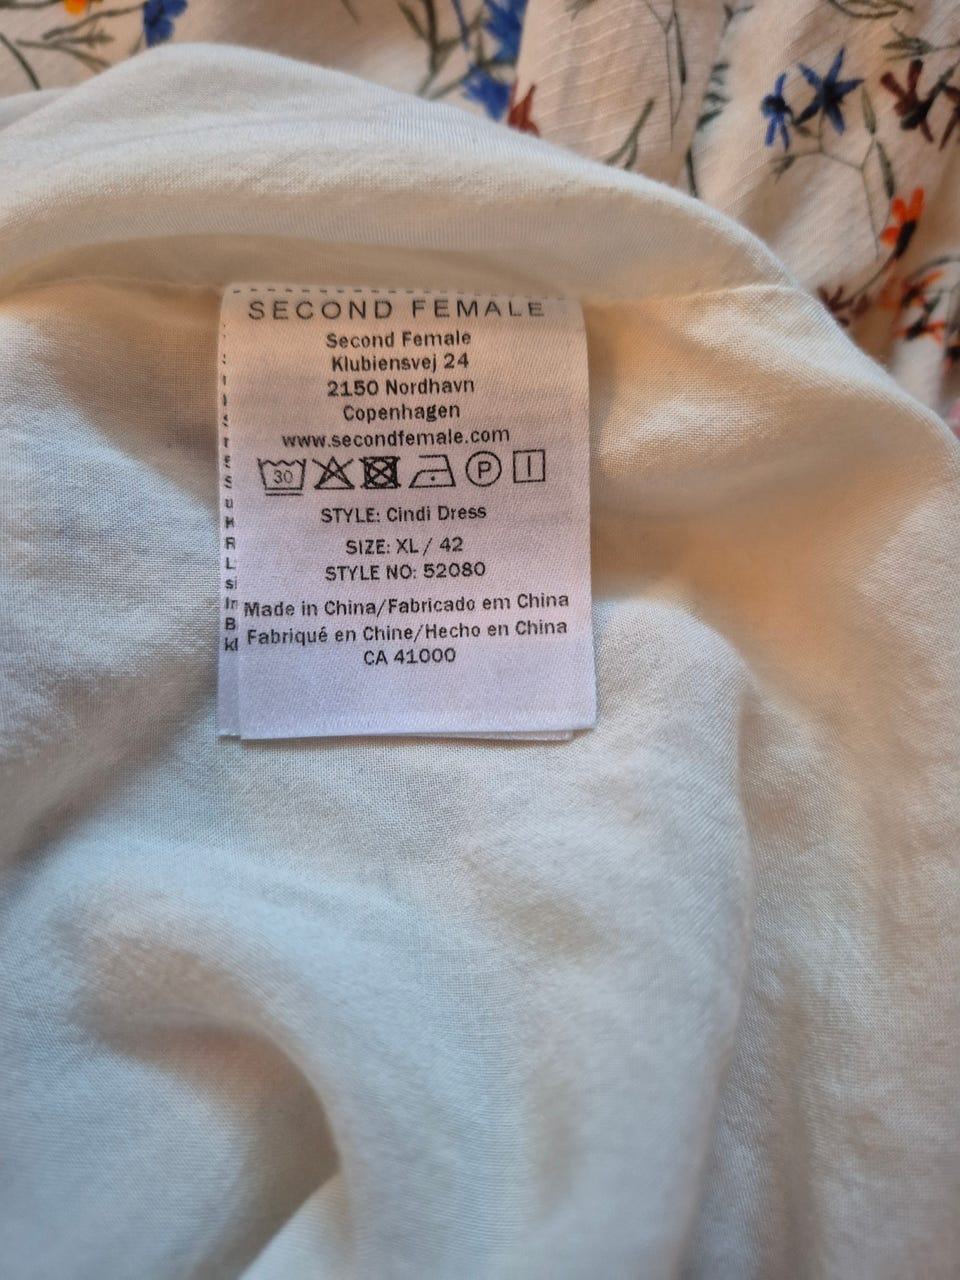 SECOND FEMALE
Second Female
Klubiensvej 24
2150 Nordhavn
Copenhagen
www.secondfemale.com
30 P
STYLE: Cindi Dress
SIZE: XL / 42
STYLE NO: 52080
Made in China/Fabricado em China
Fabriqué en Chine/Hecho en China
CA 41000